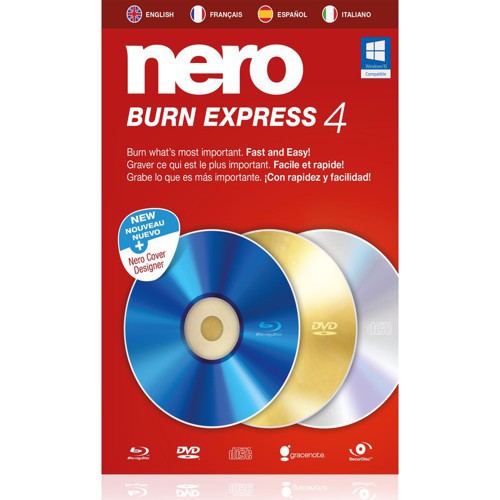 ENGLISH FRANÇAIS ESPAÑOL ITALIANO
nero
Windows 10
Compatible
BURN EXPRESS 4
Burn what's most important. Fast and Easy!
Graver ce qui est le plus important. Facile et rapide!
Grabe lo que es más importante. ¡Con rapidez y facilidad!
NEW
NOUVEAU
NUEVO
+
Nero Cover
Designer
Blu-ray Disc
DVD
disc
Blu-ray Disc DVD disc gracenote. SecurDisc